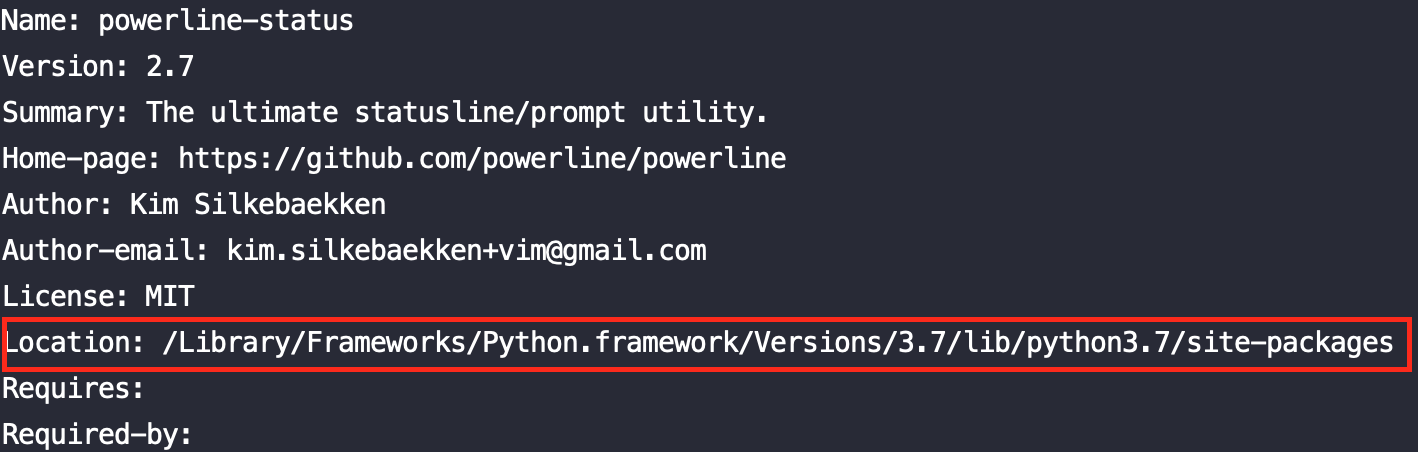 Name: powerline-status
Version: 2.7
Summary: The ultimate statusline/prompt utility.
Home-page: https://github.com/powerline/powerline
Author: Kim Silkebaekken
Author-email: kim.silkebaekken+vim@gmail.com
License: MIT
Location: /Library/Frameworks/Python.framework/Versions/3.7/lib/python3.7/site-packages
Requires:
Required-by: